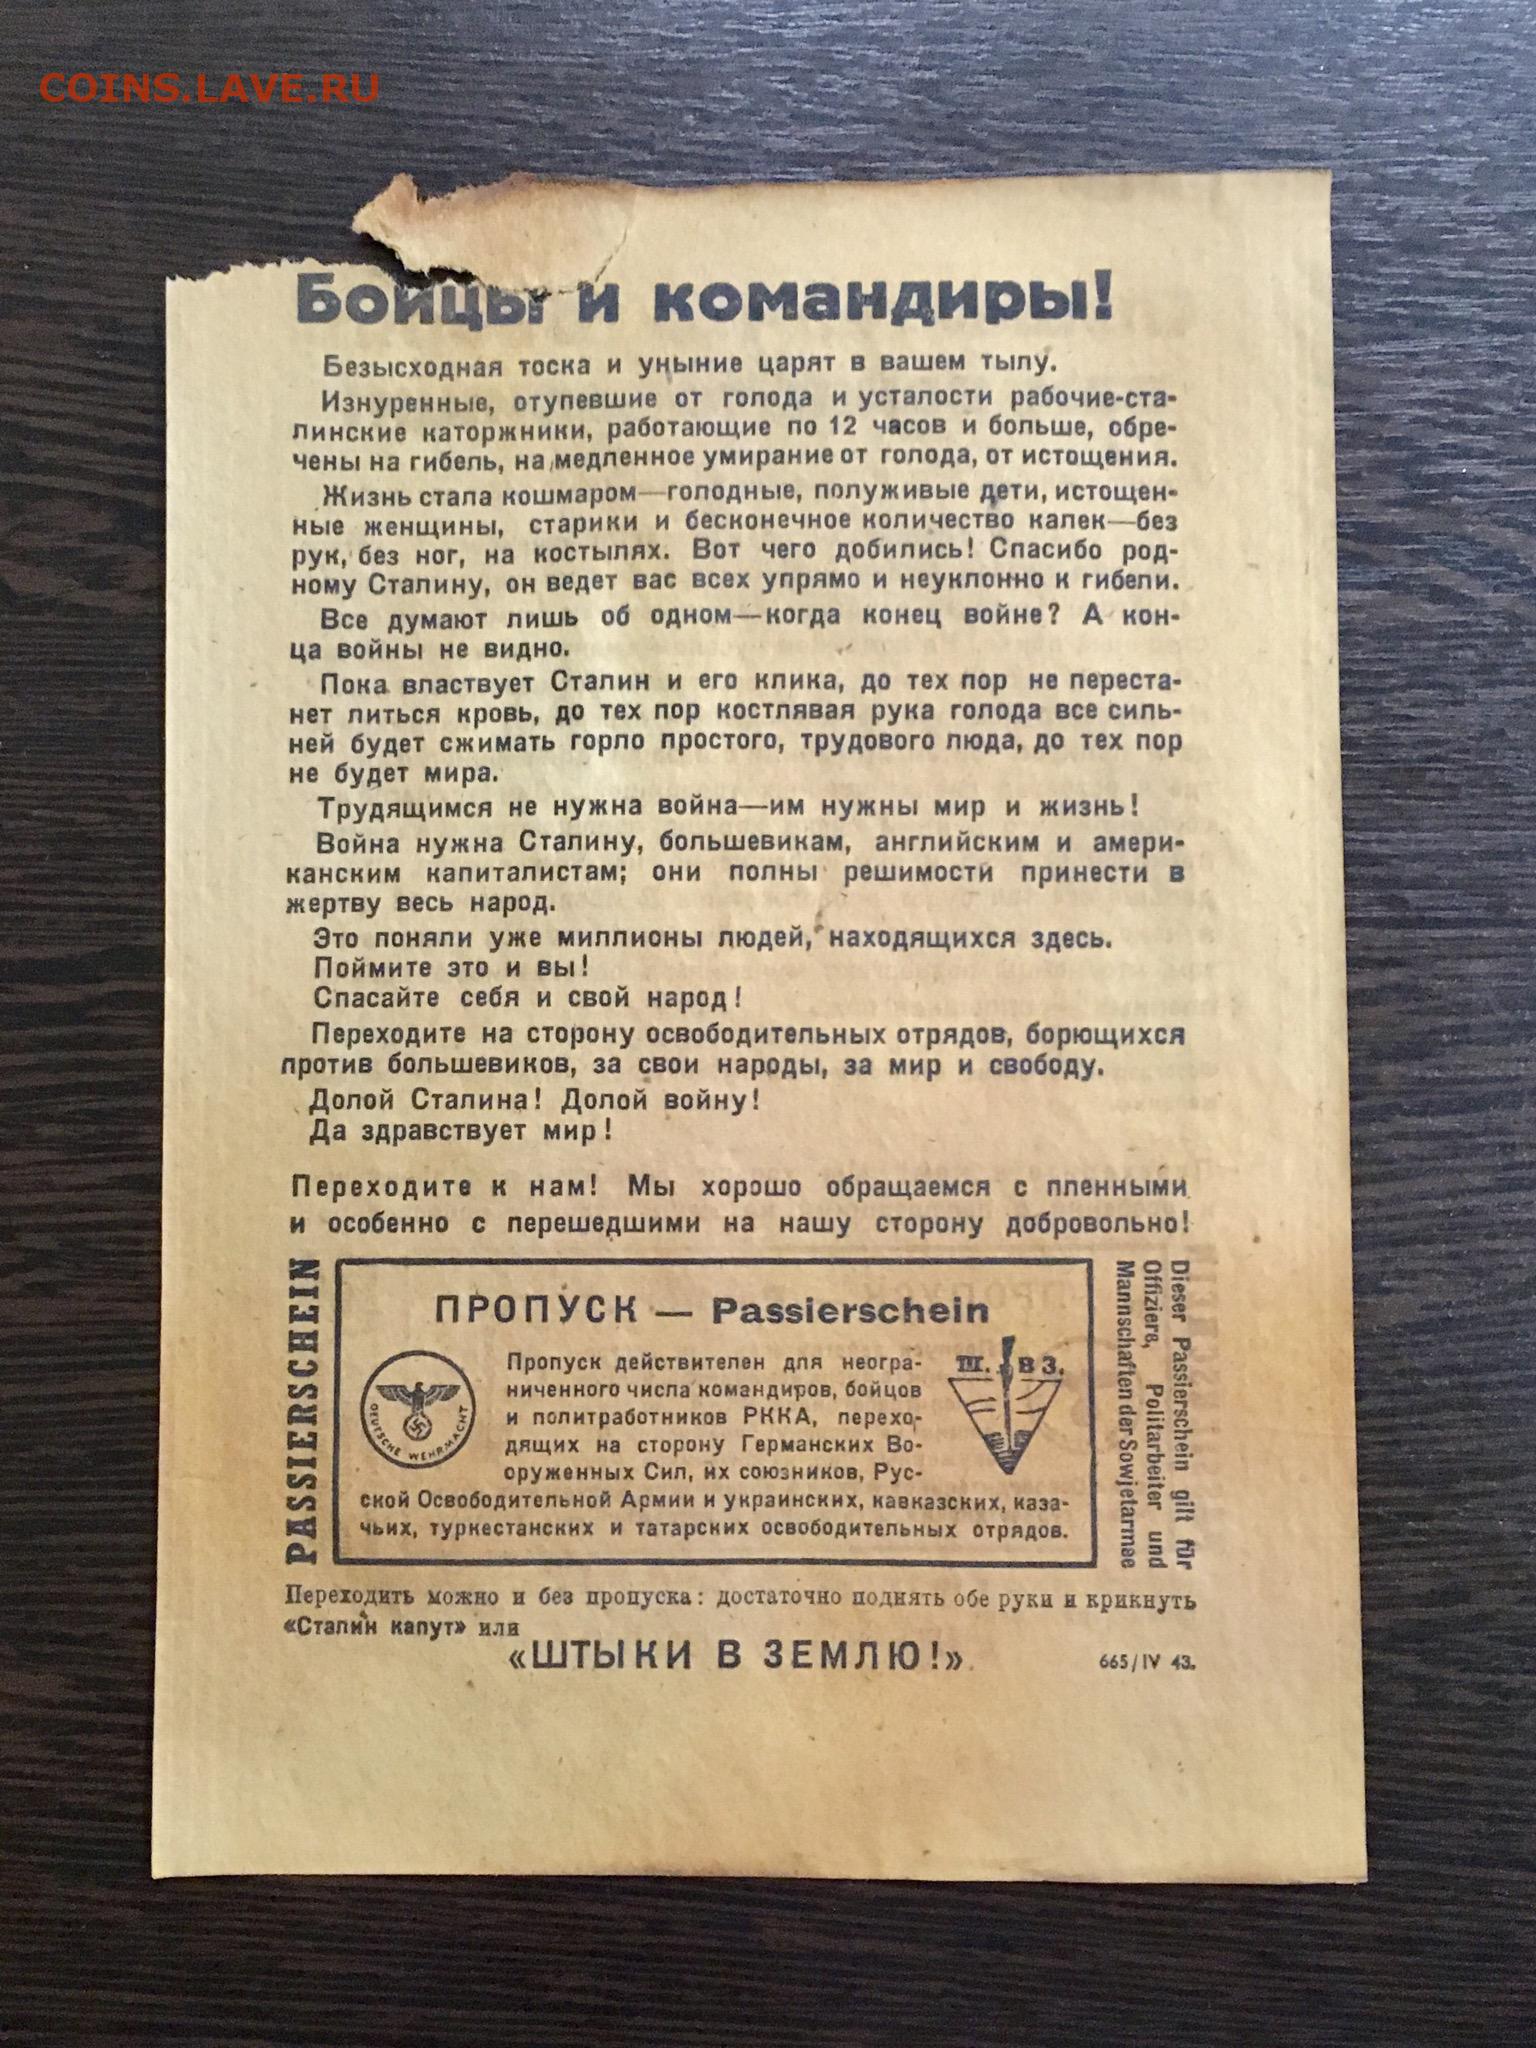 COINS.LAVE.RU
Бойцы и командиры!
Безысходная тоска и уныние царят в вашем тылу.
Изнуренные, отупевшие от голода и усталости рабочие-ста-
линские каторжники, работающие по 12 часов и больше, обре-
чены на гибель, на медленное умирание от голода, от истощения.
Жизнь стала кошмаром—голодные, полуживые дети, истощен-
ные женщины, старики и бесконечное количество калек—без
рук, без ног, на костылях. Вот чего добились! Спасибо род-
ному Сталину, он ведет вас всех упрямо и неуклонно к гибели.
Все думают лишь об одном—когда конец войне? А кон-
ца войны не видно.
Пока властвует Сталин и его клика, до тех пор не переста-
нет литься кровь, до тех пор костлявая рука голода все силь-
ней будет сжимать горло простого, трудового люда, до тех пор
не будет мира.
Трудящимся не нужна война—им нужны мир и жизнь!
Война нужна Сталину, большевикам, английским и амери-
канским капиталистам; они полны решимости принести в
жертву весь народ.
Это поняли уже миллионы людей, находящихся здесь.
Поймите это и вы!
Спасайте себя и свой народ!
Переходите на сторону освободительных отрядов, борющихся
против большевиков, за свои народы, за мир и свободу.
Долой Сталина! Долой войну!
Да здравствует мир!
Переходите к нам! Мы хорошо обращаемся с пленными
и особенно с перешедшими на нашу сторону добровольно!
PASSIERSCHEIN
ПРОПУСК — Passierschein
DEUTSCHE WEHRMACHT
Пропуск действителен для неогра-
ниченного числа командиров, бойцов
и политработников РККА, перехо-
дящих на сторону Германских Во-
оруженных Сил, их союзников, Рус-
ской Освободительной Армии и украинских, кавказских, каза-
чьих, туркестанских и татарских освободительных отрядов.
Ш. В З.
Dieser Passierschein gilt für
Offiziere, Politarbeiter und
Mannschaften der Sowjetarmee
Переходить можно и без пропуска: достаточно поднять обе руки и крикнуть
«Сталин капут» или
«ШТЫКИ В ЗЕМЛЮ!»
665/IV 43.